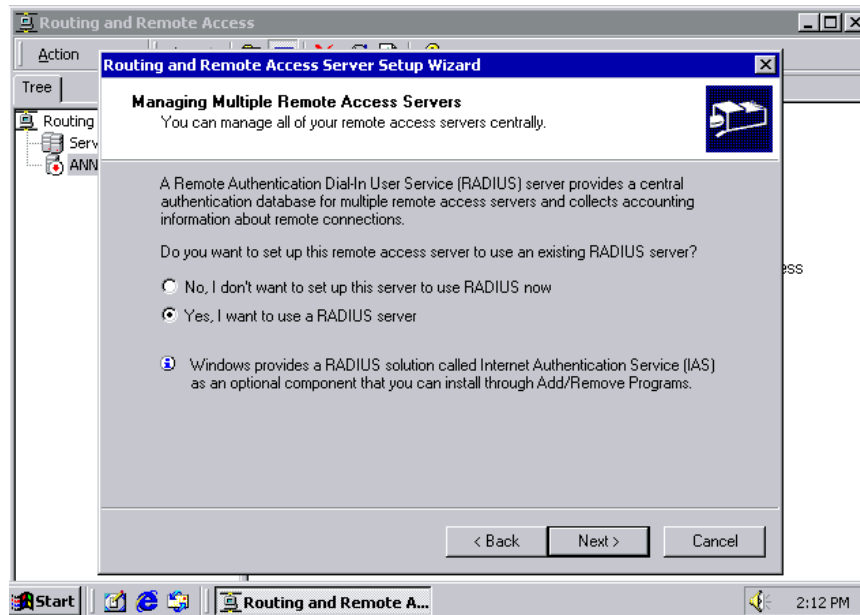 Routing and Remote Access
Action
Tree
Routing
Serv
ANN
Routing and Remote Access Server Setup Wizard
Managing Multiple Remote Access Servers
You can manage all of your remote access servers centrally.
A Remote Authentication Dial-In User Service (RADIUS) server provides a central
authentication database for multiple remote access servers and collects accounting
information about remote connections.
Do you want to set up this remote access server to use an existing RADIUS server?
No, I don't want to set up this server to use RADIUS now
Yes, I want to use a RADIUS server
Windows provides a RADIUS solution called Internet Authentication Service (IAS)
as an optional component that you can install through Add/Remove Programs.
ess
< Back
Next >
Cancel
Start
Routing and Remote A...
2:12 PM